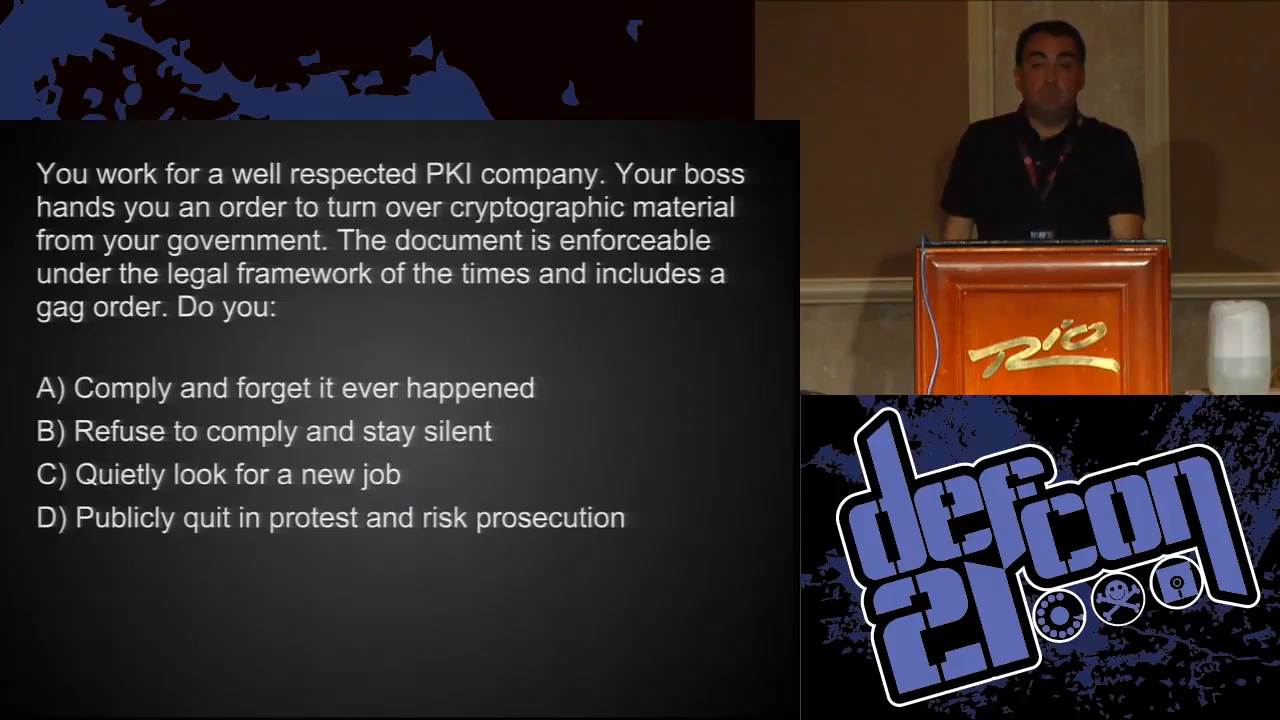 You work for a well respected PKI company. Your boss
hands you an order to turn over cryptographic material
from your government. The document is enforceable
under the legal framework of the times and includes a
gag order. Do you:
A) Comply and forget it ever happened
B) Refuse to comply and stay silent
C) Quietly look for a new job
D) Publicly quit in protest and risk prosecution
Rio
defcon
21